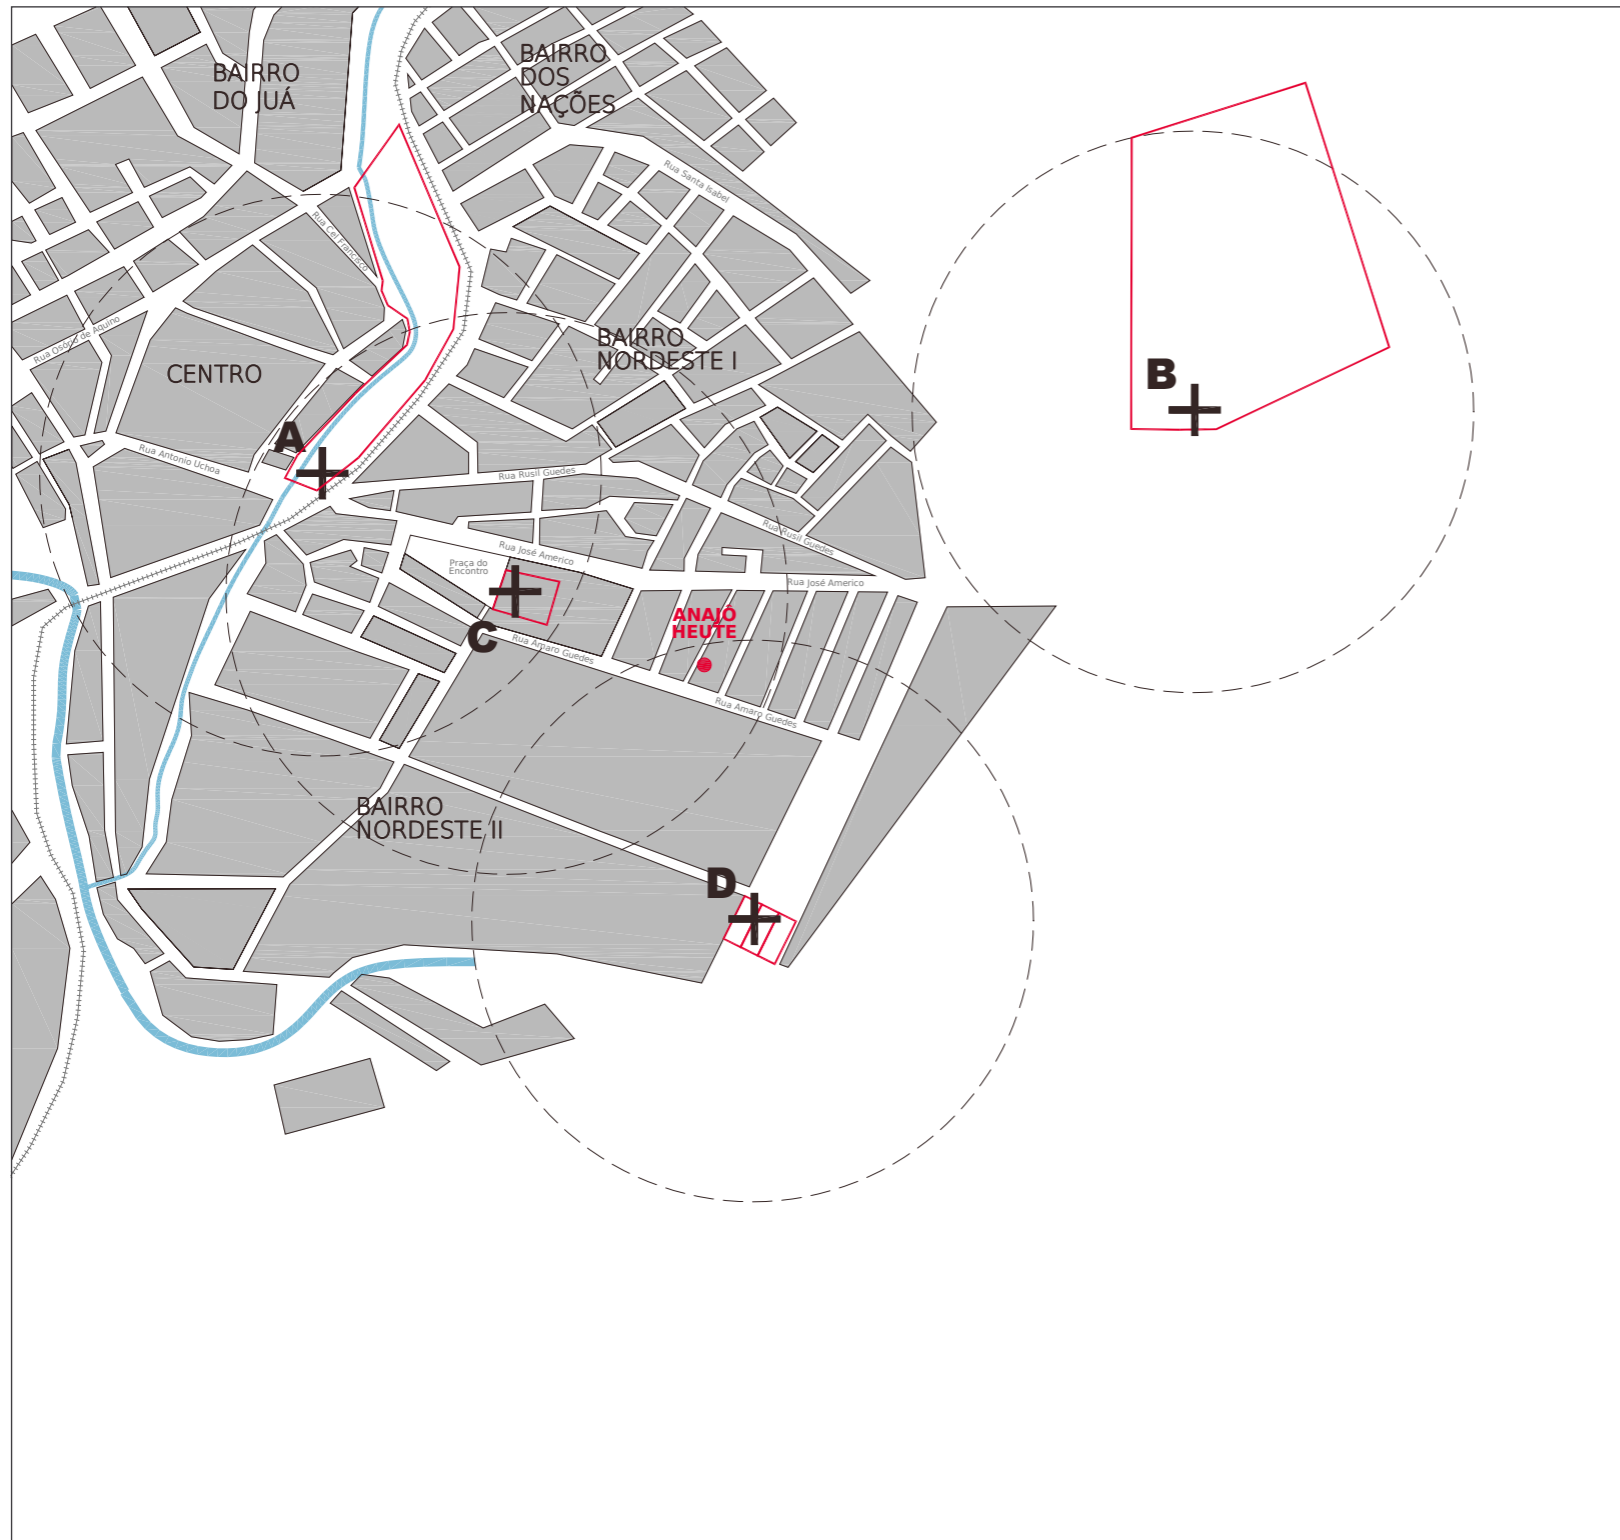 BAIRRO
DO JUÁ
BAIRRO
DOS
NAÇÕES
Rua Santa Isabel
Rua Cel Francisco
Rua Osório de Aquino
CENTRO
BAIRRO
NORDESTE I
B
A
Rua Antonio Uchoa
Rua Rusil Guedes
Rua Rusil Guedes
Rua José Americo
Praça do
Encontro
Rua José Americo
C
Rua Amaro Guedes
ANAJÔ
HEUTE
Rua Amaro Guedes
BAIRRO
NORDESTE II
D